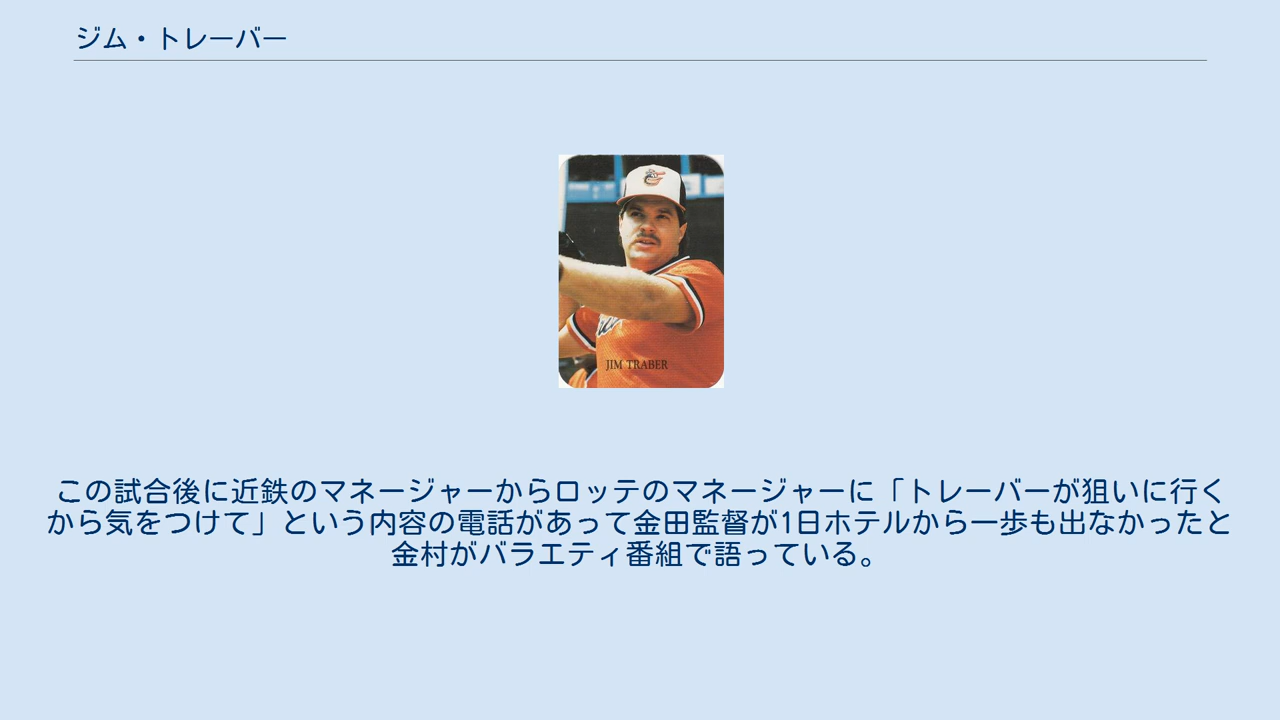 ジム・トレーバー
JIM TRABER
この試合後に近鉄のマネージャーからロッテのマネージャーに「トレーバーが狙いに行く
から気をつけて」という内容の電話があって金田監督が1日ホテルから一歩も出なかったと
金村がバラエティ番組で語っている。